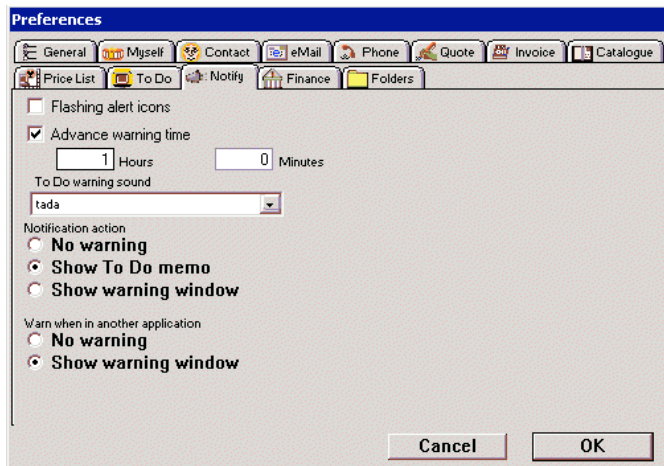 Preferences
General Myself Contact eMail Phone Quote Invoice Catalogue
Price List To Do Notify Finance Folders
Flashing alert icons
Advance warning time
1 Hours 0 Minutes
To Do warning sound
tada
Notification action
No warning
Show To Do memo
Show warning window
Warn when in another application
No warning
Show warning window
Cancel OK